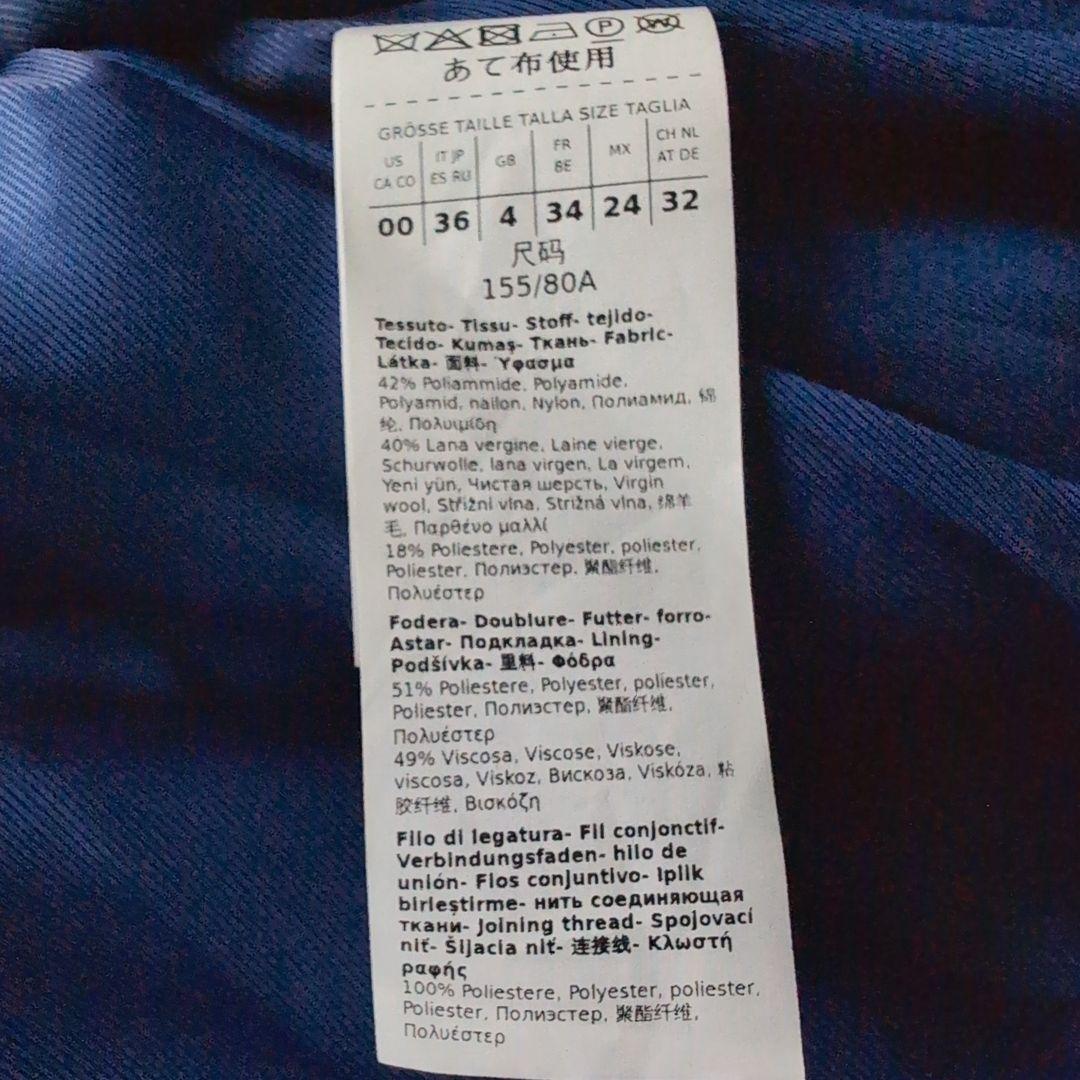 P W
あて布使用
GRÖSSE TAILLE TALLA SIZE TAGLIA
US CA CO IT JP ES RU GB FR BE MX CH NL AT DE
00 36 4 34 24 32
尺码
155/80A
Tessuto- Tissu- Stoff- tejido-
Tecido- Kumaş- Ткань- Fabric-
Látka- 面料- Ύφασμα
42% Poliammide, Polyamide,
Polyamid, nailon, Nylon, Полиамид, 绵
纶, Πολυμίδη
40% Lana vergine, Laine vierge,
Schurwolle, lana virgen, La virgem,
Yeni yün, Чистая шерсть, Virgin
wool, Střižní vlna, Strižná vlna, 绵羊
毛, Παρθένο μαλλί
18% Poliestere, Polyester, poliester,
Poliester, Полиэстер, 聚酯纤维,
Πολυέστερ
Fodera- Doublure- Futter- forro-
Astar- Подкладка- Lining-
Podšívka- 里料- Φόδρα
51% Poliestere, Polyester, poliester,
Poliester, Полиэстер, 聚酯纤维,
Πολυέστερ
49% Viscosa, Viscose, Viskose,
viscosa, Viskoz, Вискоза, Viskóza, 粘
胶纤维, Βισκόζη
Filo di legatura- Fil conjonctif-
Verbindungsfaden- hilo de
unión- Fios conjuntivo- Iplik
birleştirme- нить соединяющая
ткани- Joining thread- Spojovací
niť- Šijacia niť- 连接线- Κλωστή
ραφής
100% Poliestere, Polyester, poliester,
Poliester, Полиэстер, 聚酯纤维,
Πολυέστερ